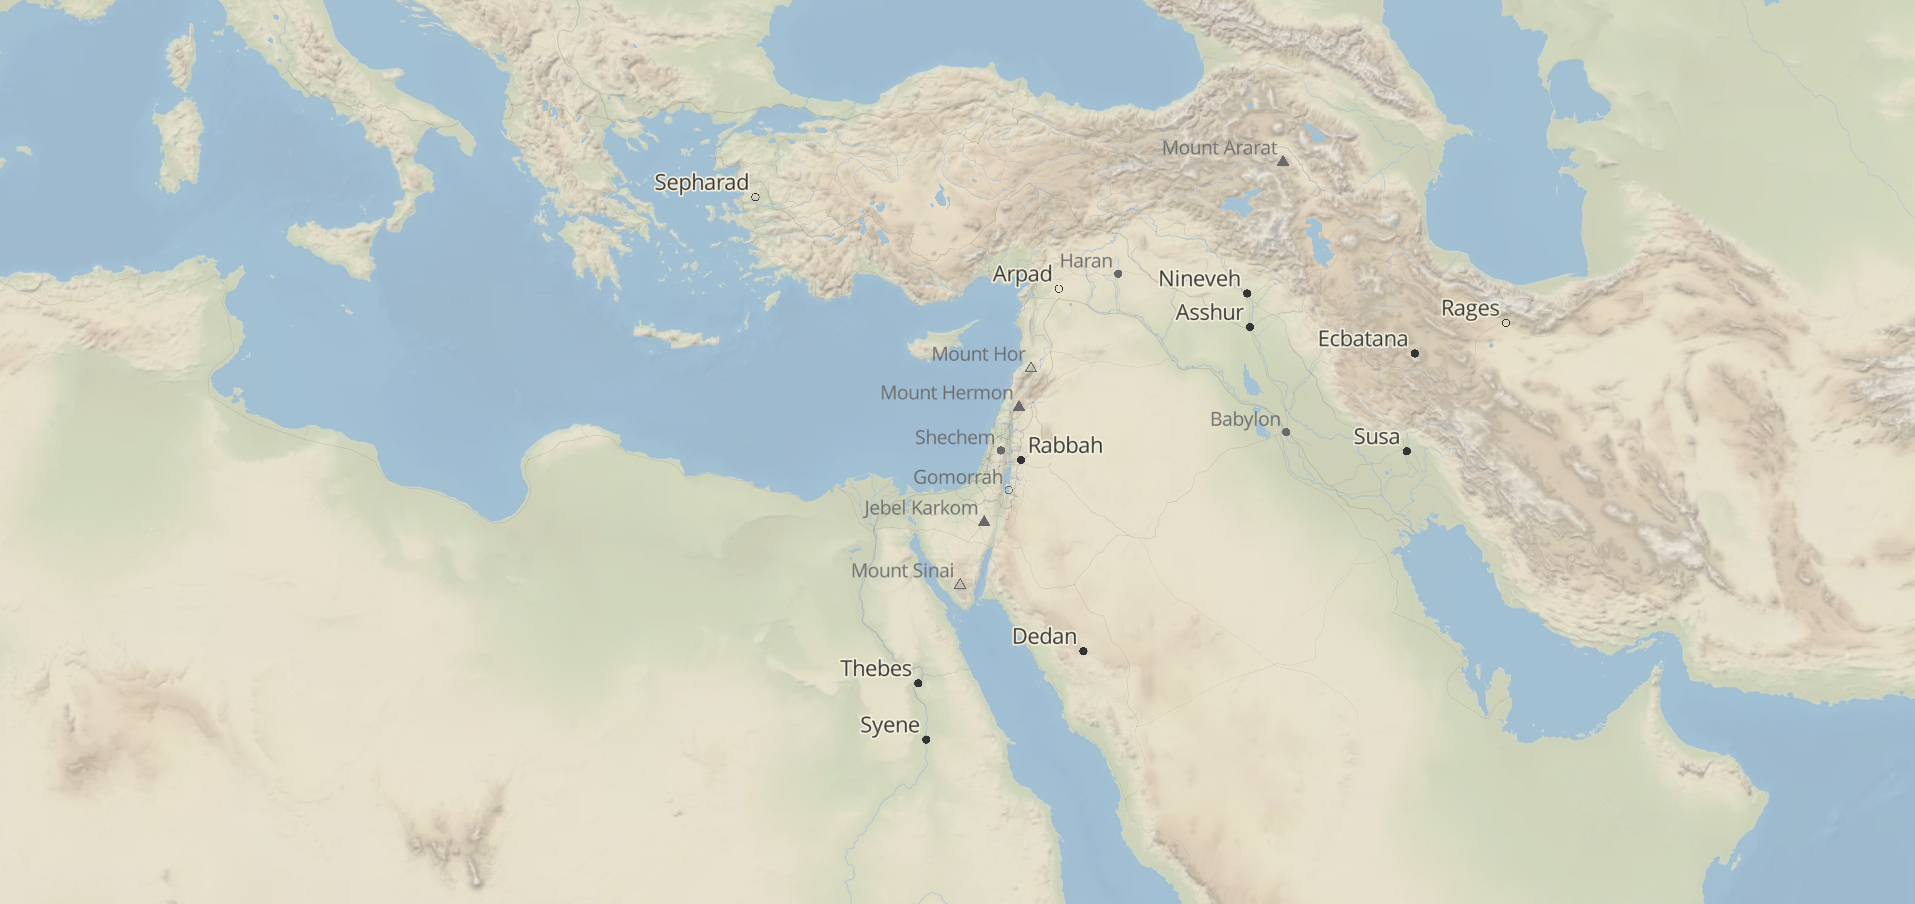 Mount Ararat
Sepharad
Haran
Arpad
Nineveh
Asshur
Rages
Ecbatana
Mount Hor
Mount Hermon
Babylon
Shechem
Susa
Rabbah
Gomorrah
Jebel Karkom
Mount Sinai
Dedan
Thebes
Syene